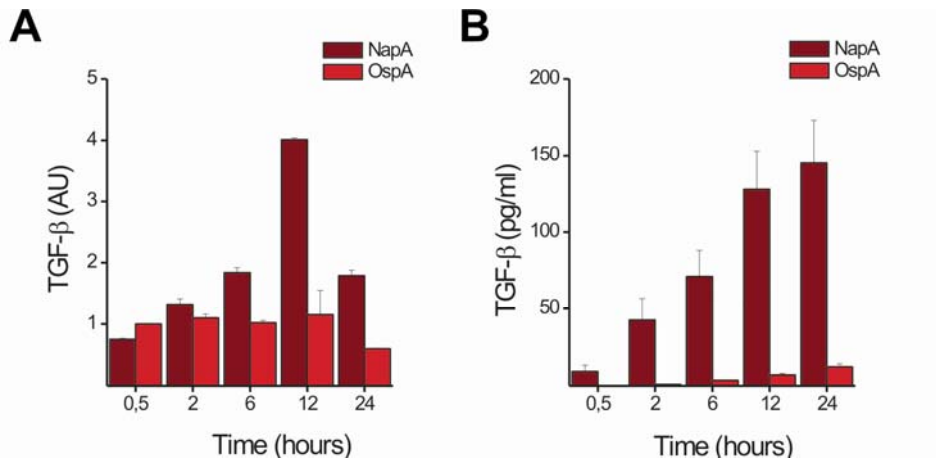 A
NapA
OspA
5
4
3
2
1
TGF-β (AU)
0,5 2 6 12 24
Time (hours)
B
NapA
OspA
200
150
100
50
TGF-β (pg/ml)
0,5 2 6 12 24
Time (hours)